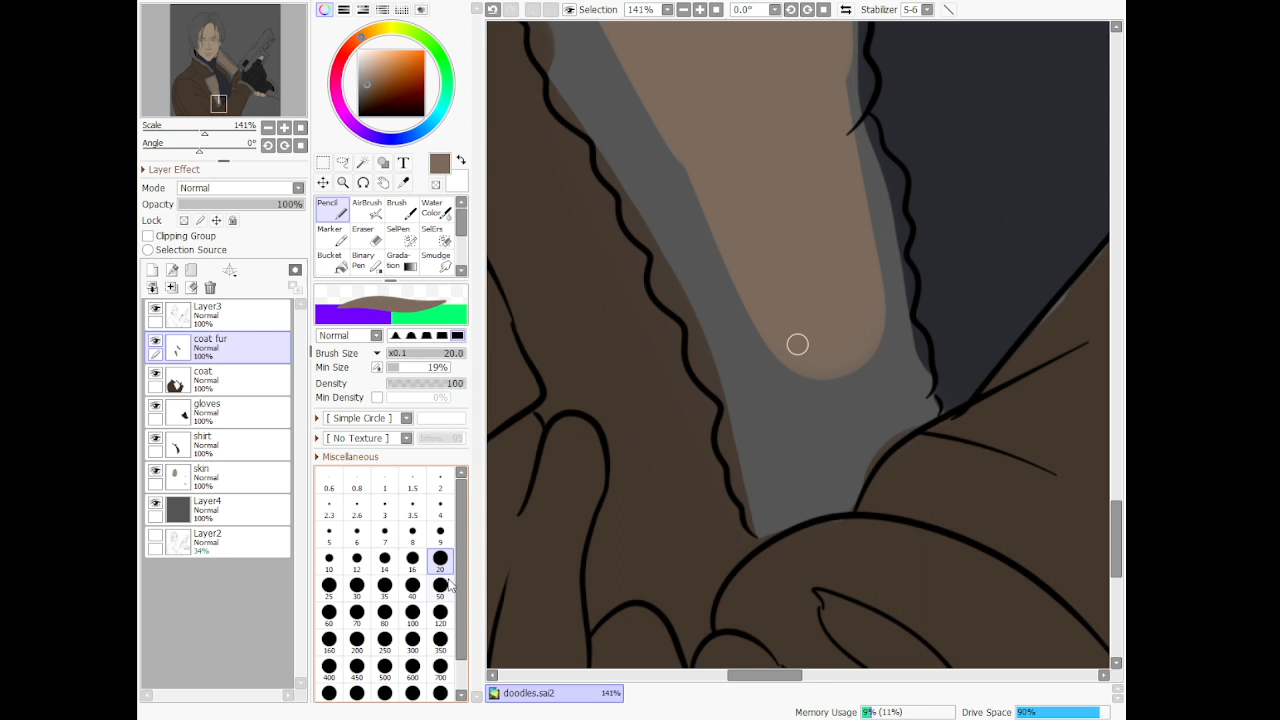 Selection 141% 0.0° Stabilizer S-6
Scale 141%
Angle 0°
Layer Effect
Mode Normal
Opacity 100%
Lock
Clipping Group
Selection Source
Layer3
Normal
100%
coat fur
Normal
100%
coat
Normal
100%
gloves
Normal
100%
shirt
Normal
100%
skin
Normal
100%
Layer4
Normal
100%
Layer2
Normal
34%
T
Pencil AirBrush Brush Water Color
Marker Eraser SelPen SelErs
Bucket Binary Pen Grada-tion Smudge
Normal
Brush Size x0.1 20.0
Min Size 19%
Density 100
Min Density 0%
[ Simple Circle ]
[ No Texture ] Intens. 95
Miscellaneous
0.6 0.8 1 1.5 2
2.3 2.6 3 3.5 4
5 6 7 8 9
10 12 14 16 20
25 30 35 40 50
60 70 80 100 120
160 200 250 300 350
400 450 500 600 700
doodles.sai2 141%
Memory Usage 9% (11%) Drive Space 90%